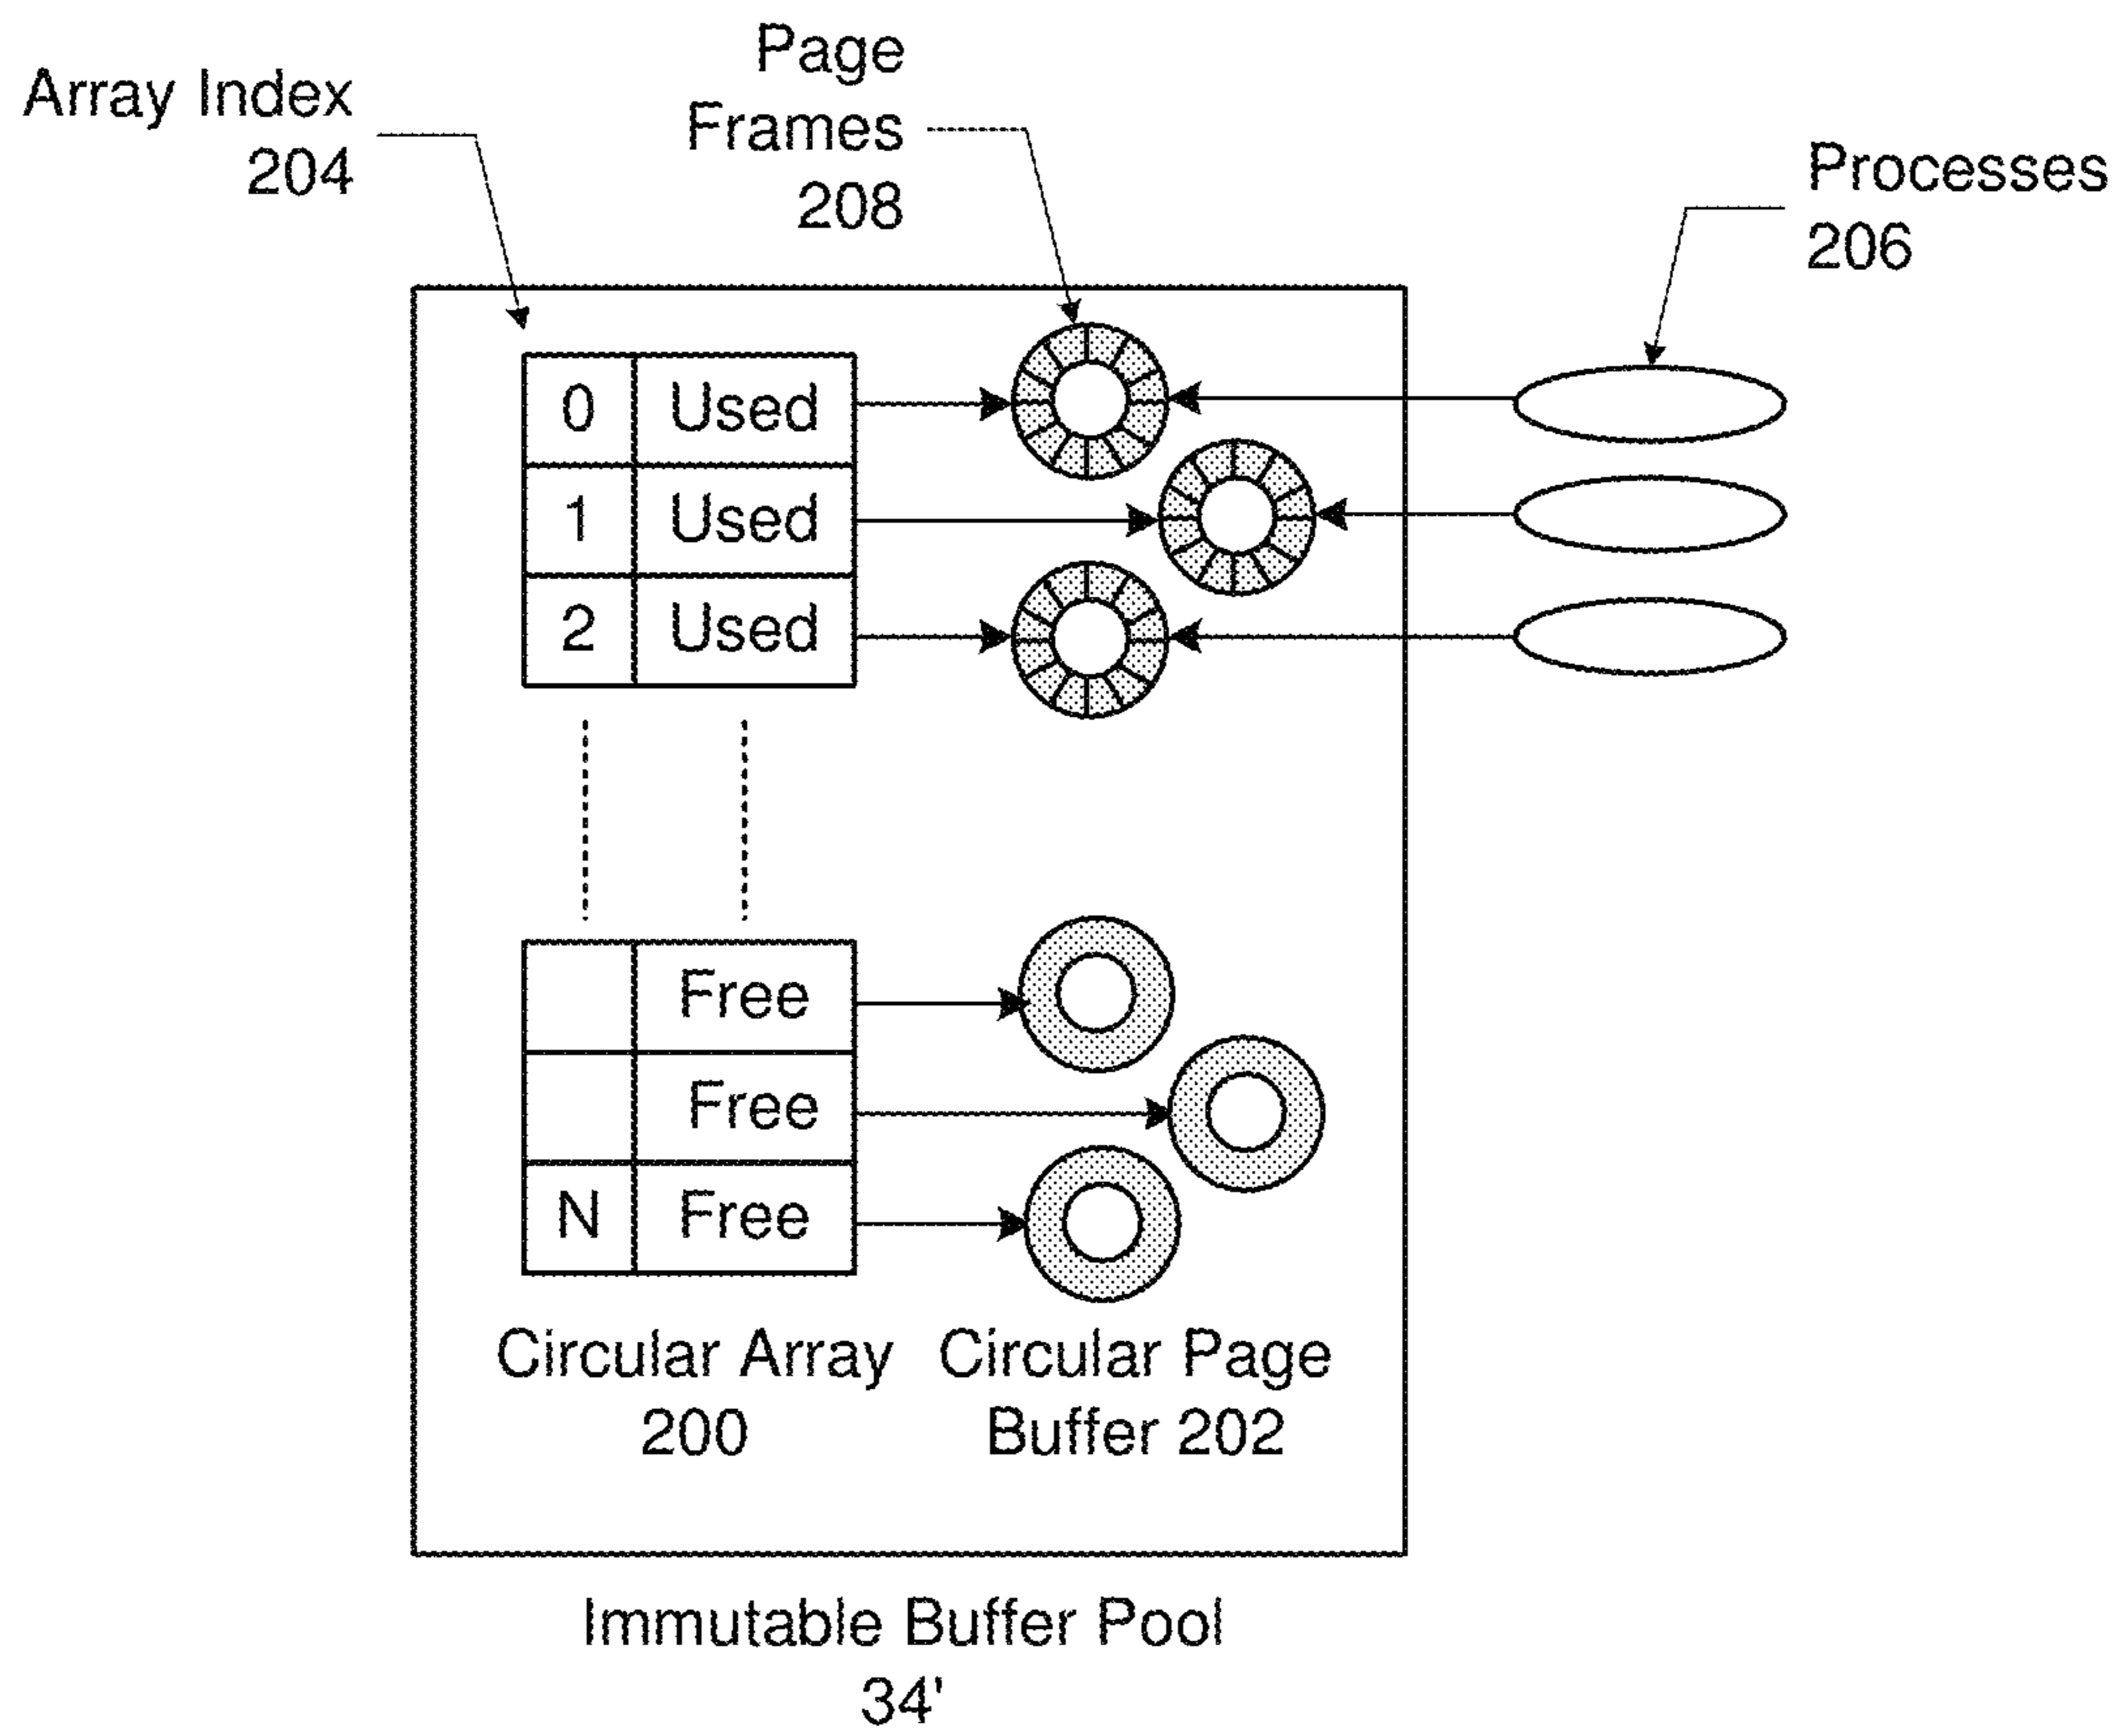 Page
Frames
208
Array Index
204
Processes
206
0 Used
1 Used
2 Used
Free
Free
N Free
Circular Array
200
Circular Page
Buffer 202
Immutable Buffer Pool
34'